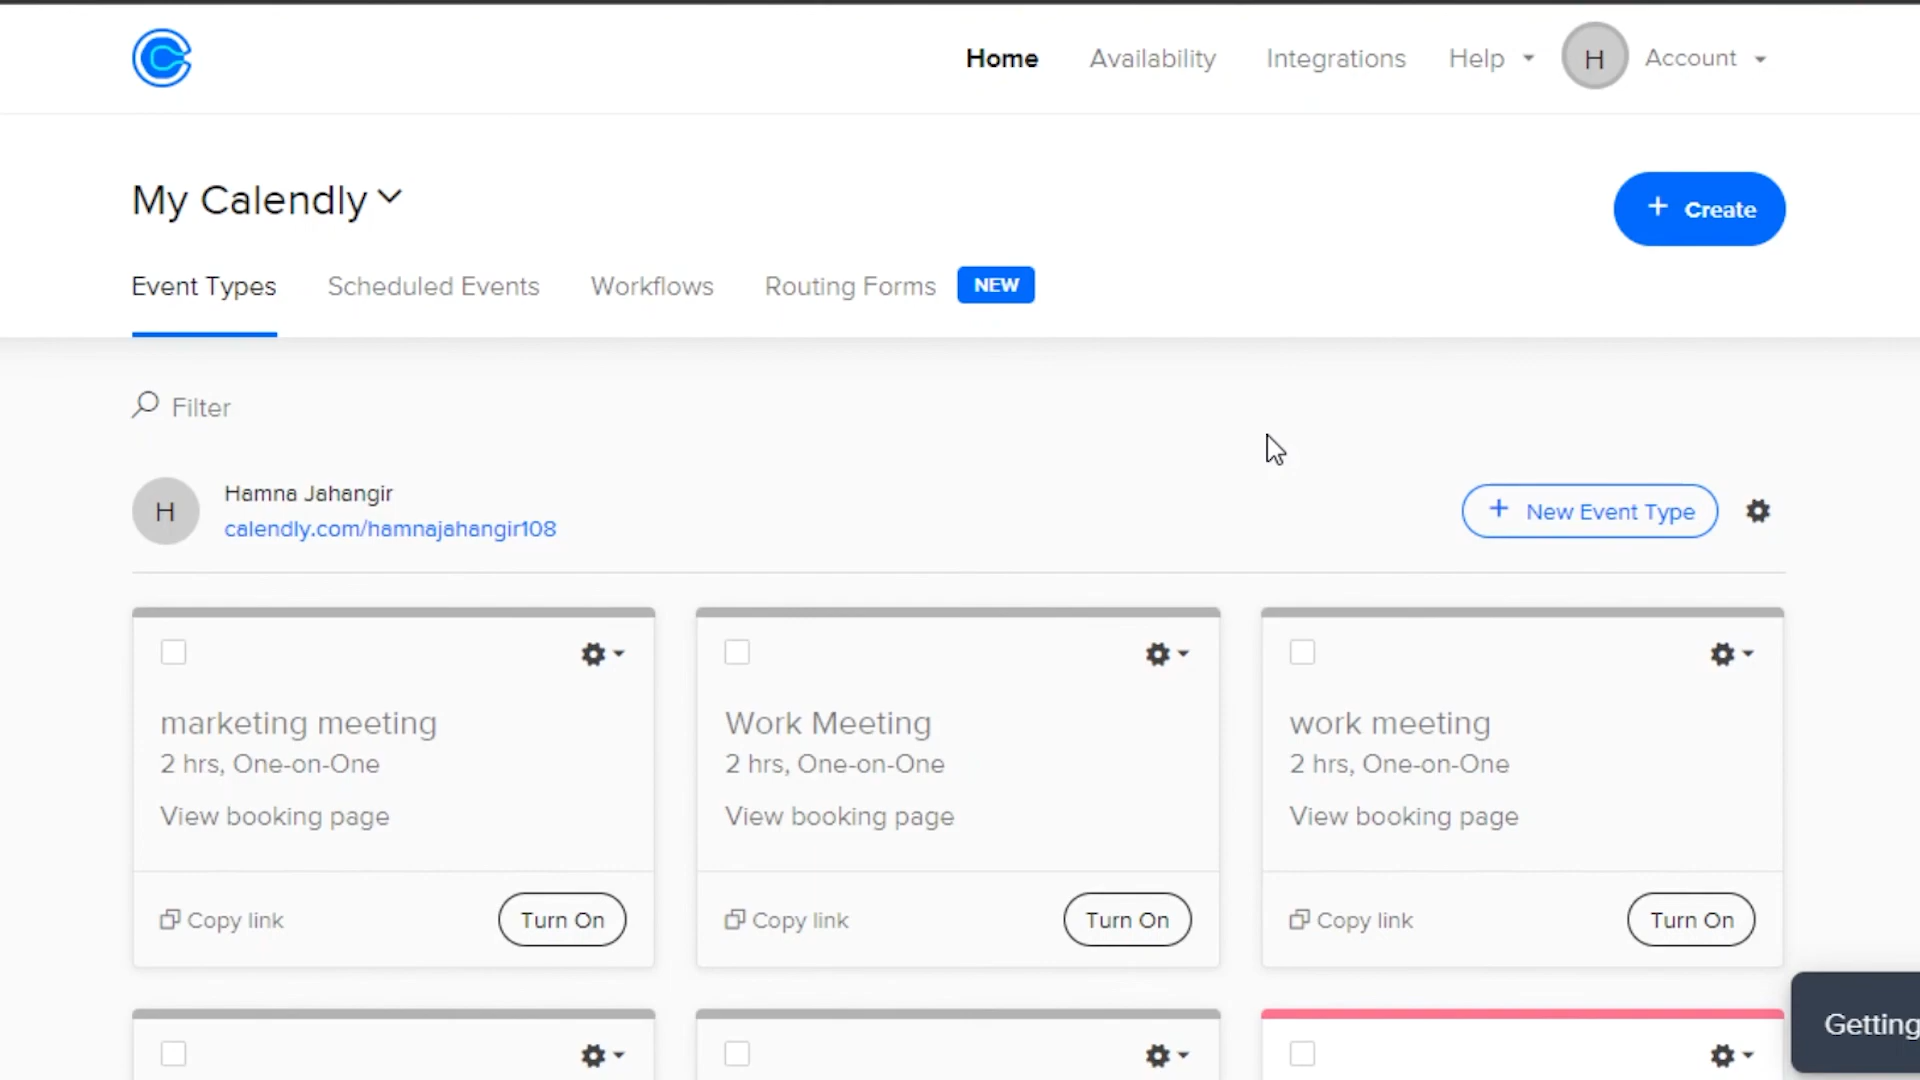 Home Availability Integrations Help H Account
My Calendly
+ Create
Event Types Scheduled Events Workflows Routing Forms NEW
Filter
H
Hamna Jahangir
calendly.com/hamnajahangir108
+ New Event Type
marketing meeting
2 hrs, One-on-One
View booking page
Copy link
Turn On
Work Meeting
2 hrs, One-on-One
View booking page
Copy link
Turn On
work meeting
2 hrs, One-on-One
View booking page
Copy link
Turn On
Getting